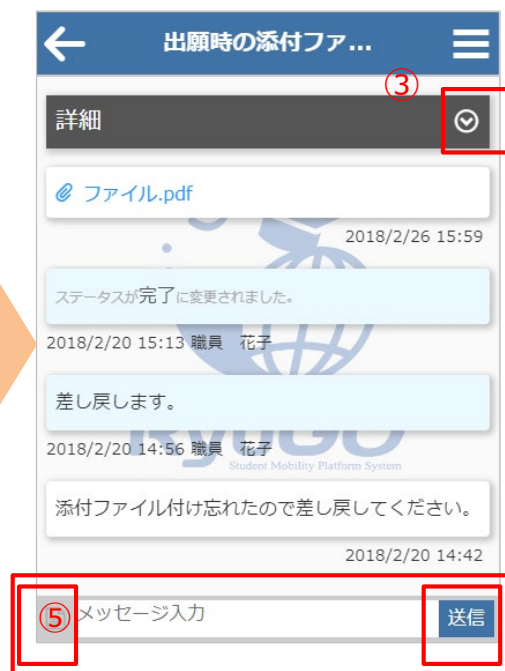 出願時の添付ファ...
③
詳細
ファイル.pdf
2018/2/26 15:59
ステータスが完了に変更されました。
2018/2/20 15:13 職員 花子
差し戻します。
2018/2/20 14:56 職員 花子
RyuGO
Student Mobility Platform System
添付ファイル付け忘れたので差し戻してください。
2018/2/20 14:42
⑤ メッセージ入力 送信